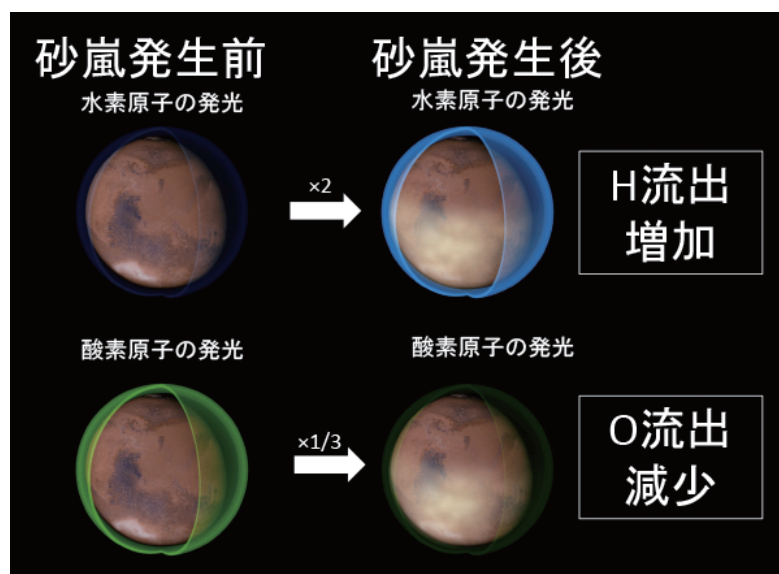 砂嵐発生前
砂嵐発生後
水素原子の発光
水素原子の発光
×2
H流出
増加
酸素原子の発光
酸素原子の発光
×1/3
O流出
減少